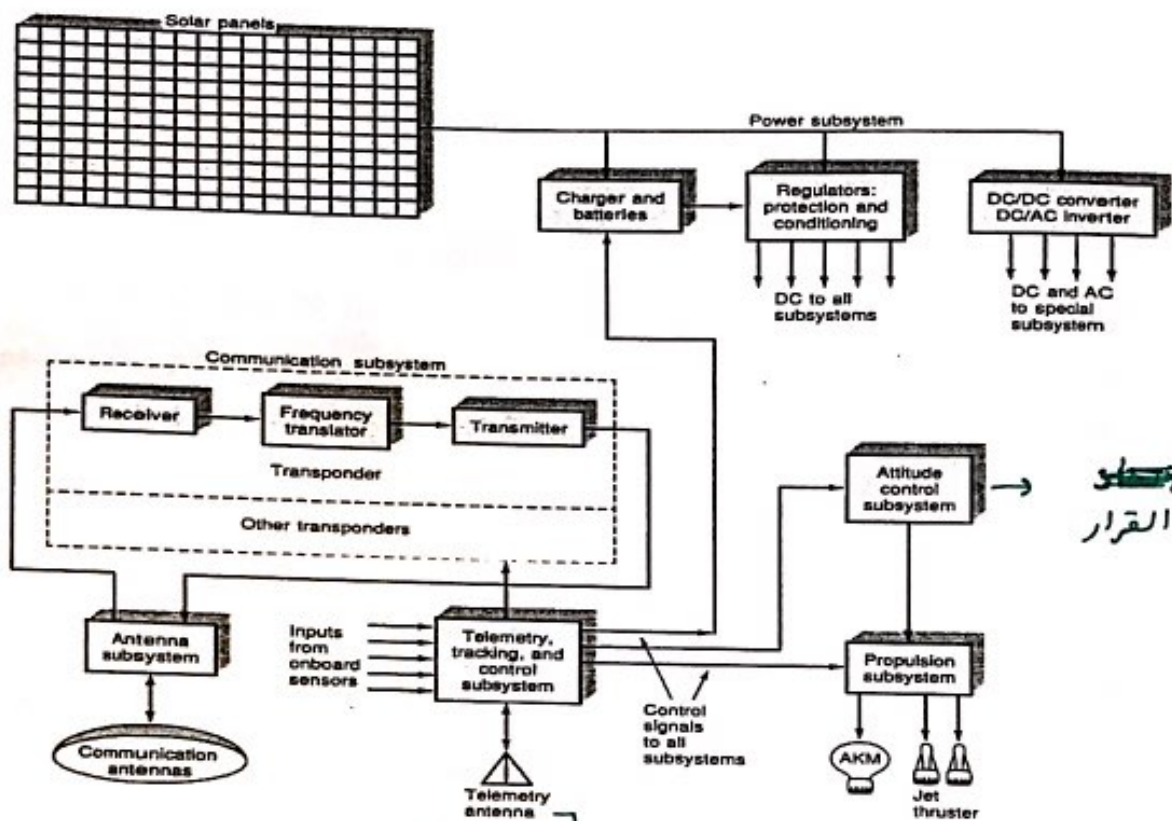 Solar panels
Power subsystem
Charger and
batteries
Regulators:
protection and
conditioning
DC/DC converter
DC/AC inverter
DC to all
subsystems
DC and AC
to special
subsystem
Communication subsystem
Receiver
Frequency
translator
Transmitter
Transponder
Other transponders
Attitude
control
subsystem
القرار
Antenna
subsystem
Inputs
from
onboard
sensors
Telemetry,
tracking, and
control
subsystem
Propulsion
subsystem
Control
signals
to all
subsystems
Communication
antennas
Telemetry
antenna
AKM
Jet
thruster